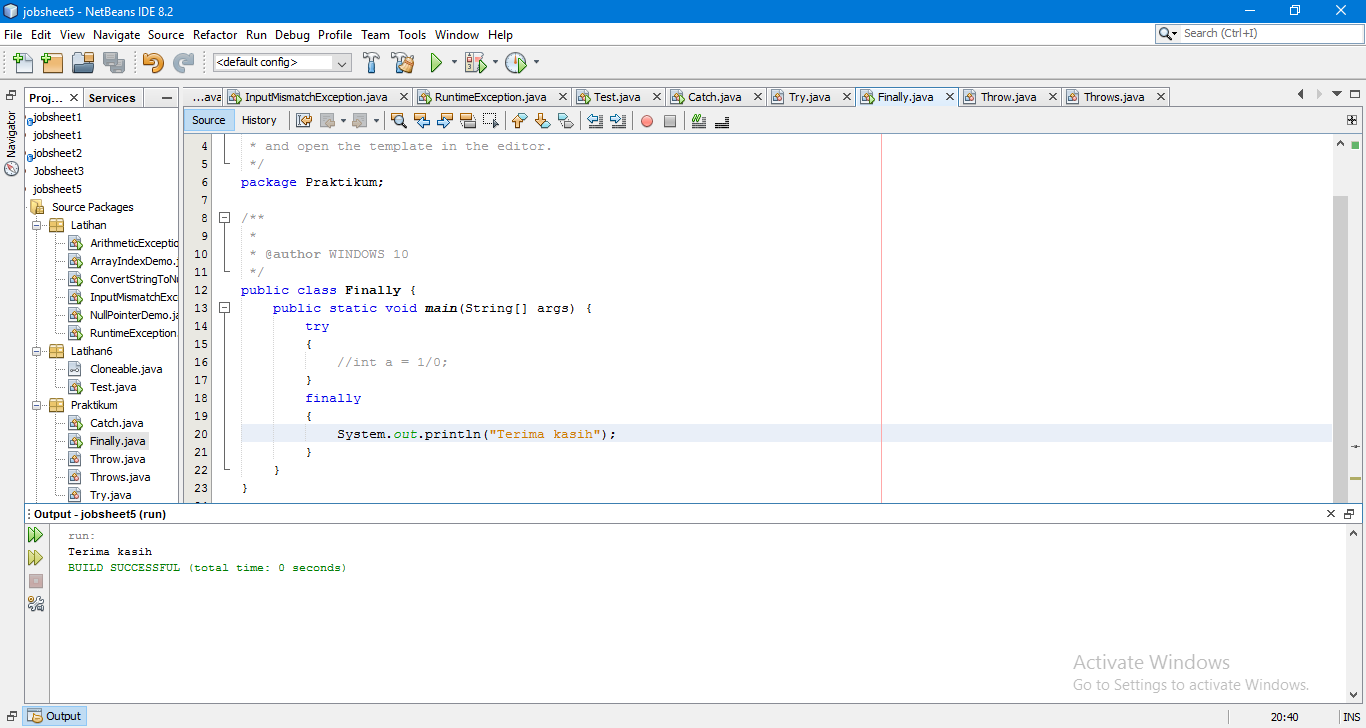 jobsheet5 - NetBeans IDE 8.2
File Edit View Navigate Source Refactor Run Debug Profile Team Tools Window Help
Search (Ctrl+I)
<default config>
Navigator
Proj... Services
jobsheet1
jobsheet1
jobsheet2
Jobsheet3
jobsheet5
Source Packages
Latihan
ArithmeticExceptio
ArrayIndexDemo.j
ConvertStringToN
InputMismatchExc
NullPointerDemo.ja
RuntimeException
Latihan6
Cloneable.java
Test.java
Praktikum
Catch.java
Finally.java
Throw.java
Throws.java
Try.java
...ava InputMismatchException.java RuntimeException.java Test.java Catch.java Try.java Finally.java Throw.java Throws.java
Source History
4 * and open the template in the editor.
5 */
6 package Praktikum;
7
8 /**
9 *
10 * @author WINDOWS 10
11 */
12 public class Finally {
13 public static void main(String[] args) {
14 try
15 {
16 //int a = 1/0;
17 }
18 finally
19 {
20 System.out.println("Terima kasih");
21 }
22 }
23 }
Output - jobsheet5 (run)
run:
Terima kasih
BUILD SUCCESSFUL (total time: 0 seconds)
Activate Windows
Go to Settings to activate Windows.
Output
20:40 INS